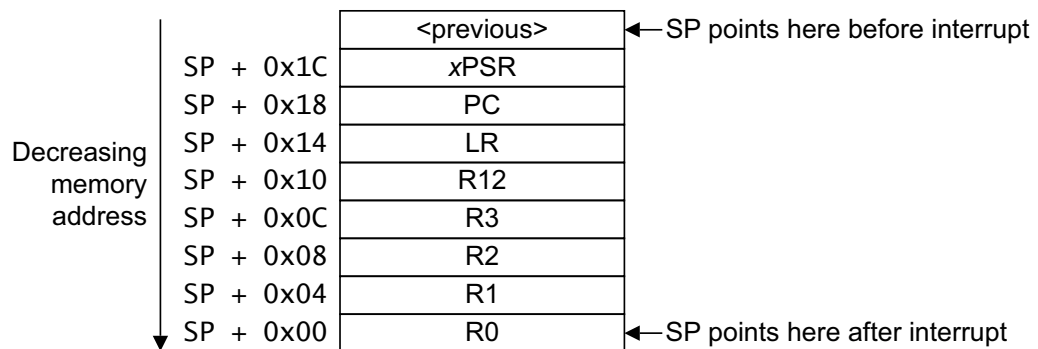 <previous> SP points here before interrupt
SP + 0x1C xPSR
SP + 0x18 PC
SP + 0x14 LR
Decreasing
memory
address
SP + 0x10 R12
SP + 0x0C R3
SP + 0x08 R2
SP + 0x04 R1
SP + 0x00 R0 SP points here after interrupt